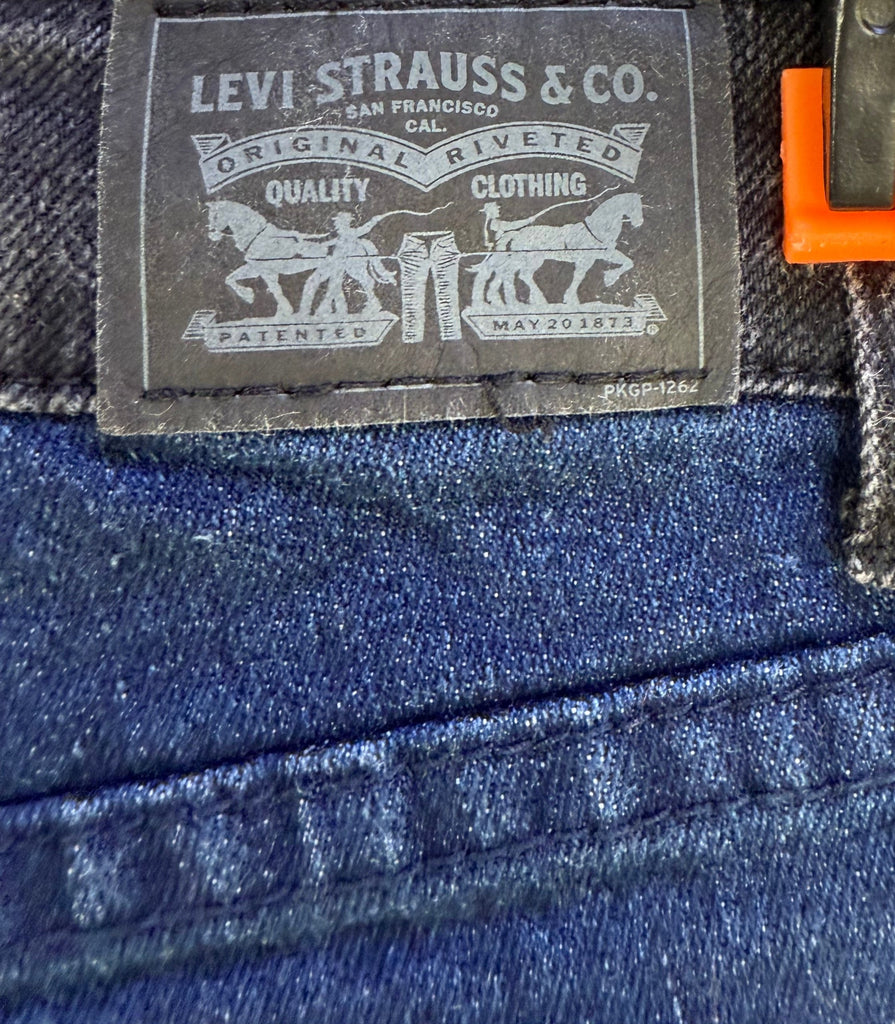 LEVI STRAUSS & CO.
SAN FRANCISCO
CAL.
ORIGINAL RIVETED
QUALITY CLOTHING
PATENTED MAY 20 1873
®
PKGP-1262